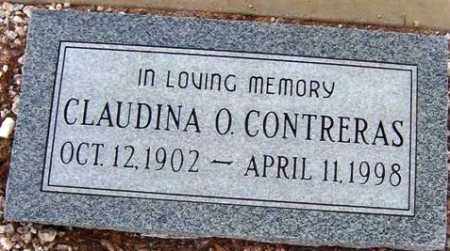 IN LOVING MEMORY
CLAUDINA O. CONTRERAS
OCT. 12, 1902 — APRIL 11, 1998